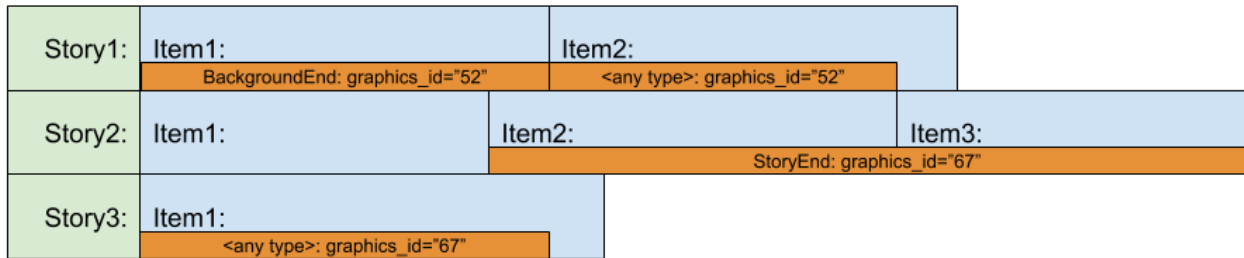 Story1: Item1: Item2:
BackgroundEnd: graphics_id=”52” <any type>: graphics_id=”52”
Story2: Item1: Item2: Item3:
StoryEnd: graphics_id=”67”
Story3: Item1:
<any type>: graphics_id=”67”